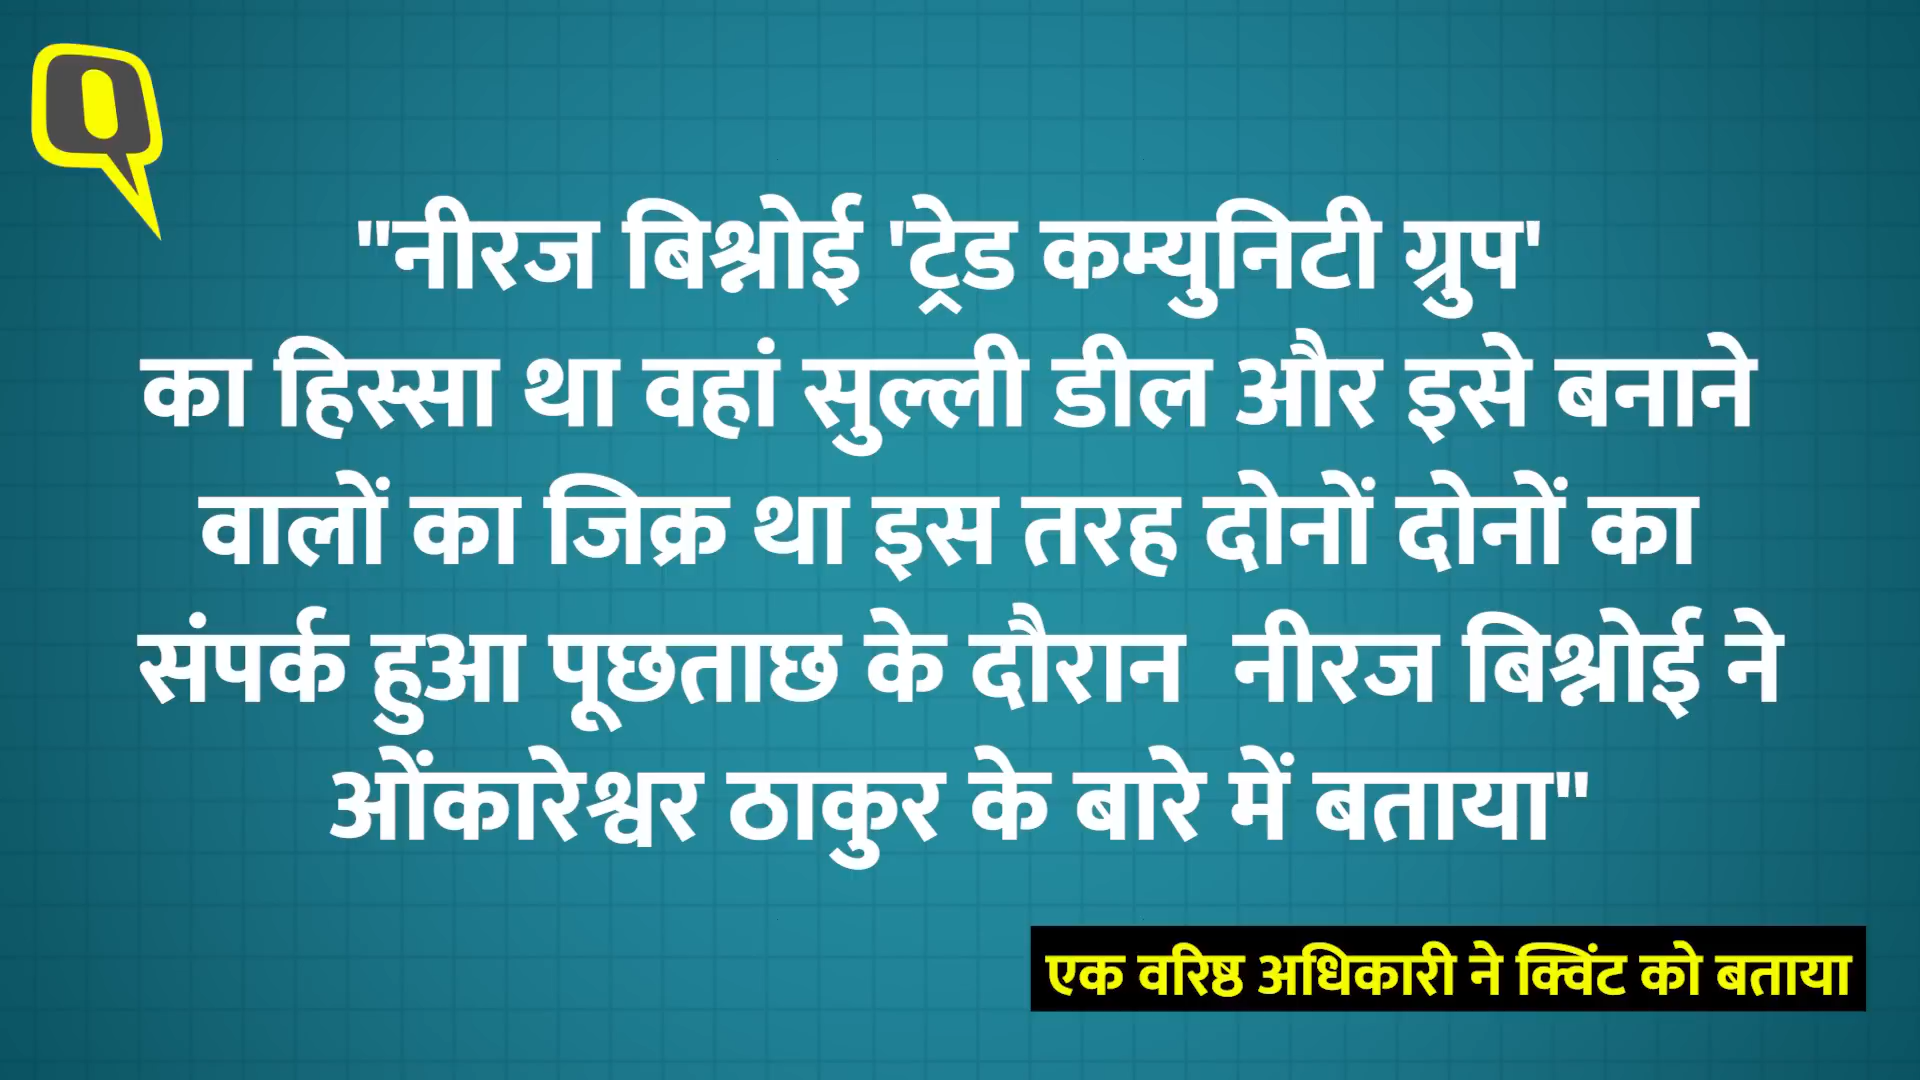 "नीरज बिश्नोई 'ट्रेड कम्युनिटी ग्रुप'
का हिस्सा था वहां सुल्ली डील और इसे बनाने
वालों का जिक्र था इस तरह दोनों दोनों का
संपर्क हुआ पूछताछ के दौरान  नीरज बिश्नोई ने
ओंकारेश्वर ठाकुर के बारे में बताया"
एक वरिष्ठ अधिकारी ने क्विंट को बताया